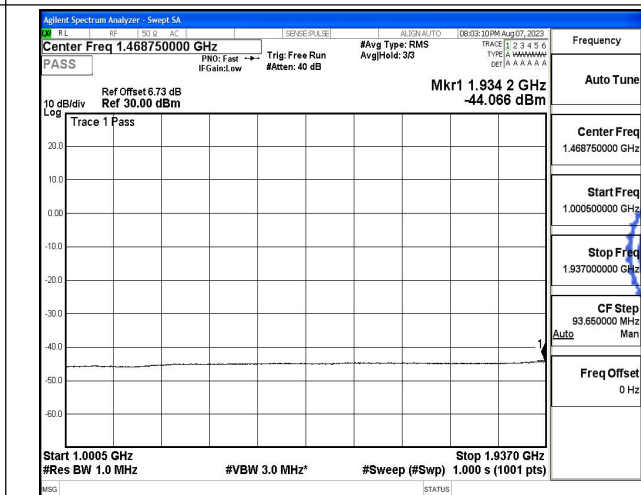 Agilent Spectrum Analyzer - Swept SA
RL RF 50 Ω AC SENSE:PULSE ALIGN AUTO 08:03:10 PM Aug 07, 2023
Center Freq 1.468750000 GHz
PASS
PNO: Fast
IFGain:Low
Trig: Free Run
#Atten: 40 dB
#Avg Type: RMS
Avg|Hold: 3/3
TRACE 1 2 3 4 5 6
TYPE A WWWWW
DET A A A A A A
Ref Offset 6.73 dB
10 dB/div Ref 30.00 dBm
Log
Mkr1 1.934 2 GHz
-44.066 dBm
Trace 1 Pass
20.0
10.0
0.00
-10.0
-20.0
-30.0
-40.0
-50.0
-60.0
1
Start 1.0005 GHz
Stop 1.9370 GHz
#Res BW 1.0 MHz #VBW 3.0 MHz* #Sweep (#Swp) 1.000 s (1001 pts)
MSG STATUS
Frequency
Auto Tune
Center Freq
1.468750000 GHz
Start Freq
1.000500000 GHz
Stop Freq
1.937000000 GHz
CF Step
93.650000 MHz
Auto Man
Freq Offset
0 Hz